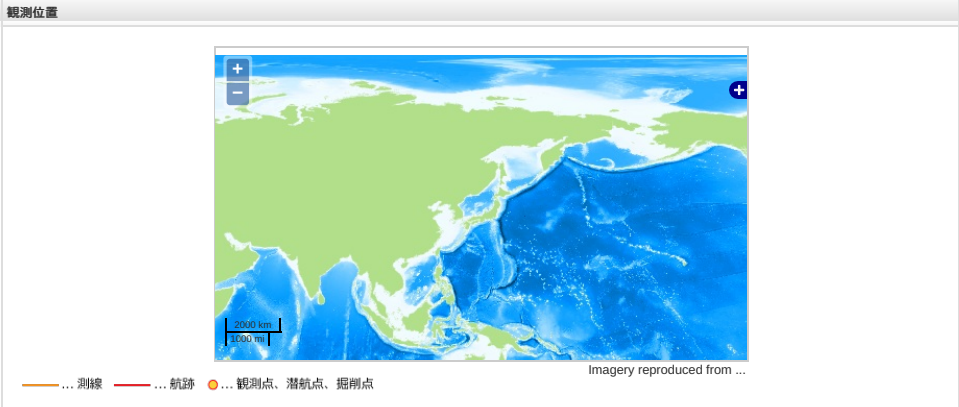 観測位置
+
−
+
2000 km
1000 mi
Imagery reproduced from ...
... 測線 ... 航跡 ... 観測点、潜航点、掘削点